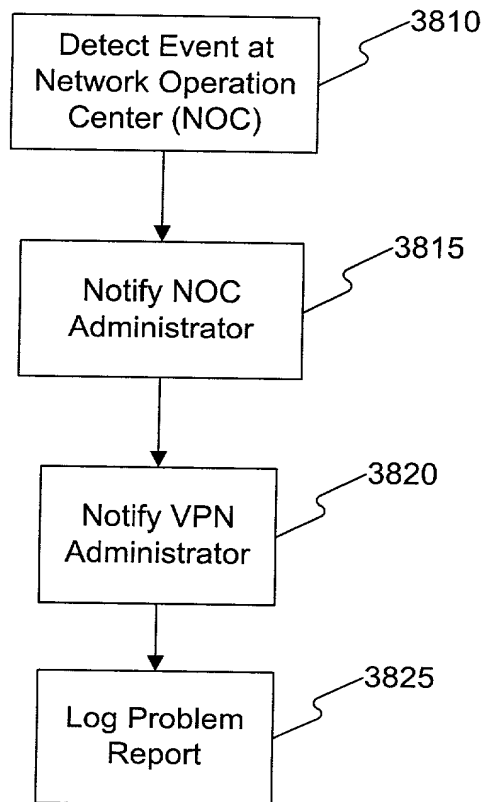 3810
Detect Event at
Network Operation
Center (NOC)
3815
Notify NOC
Administrator
3820
Notify VPN
Administrator
3825
Log Problem
Report